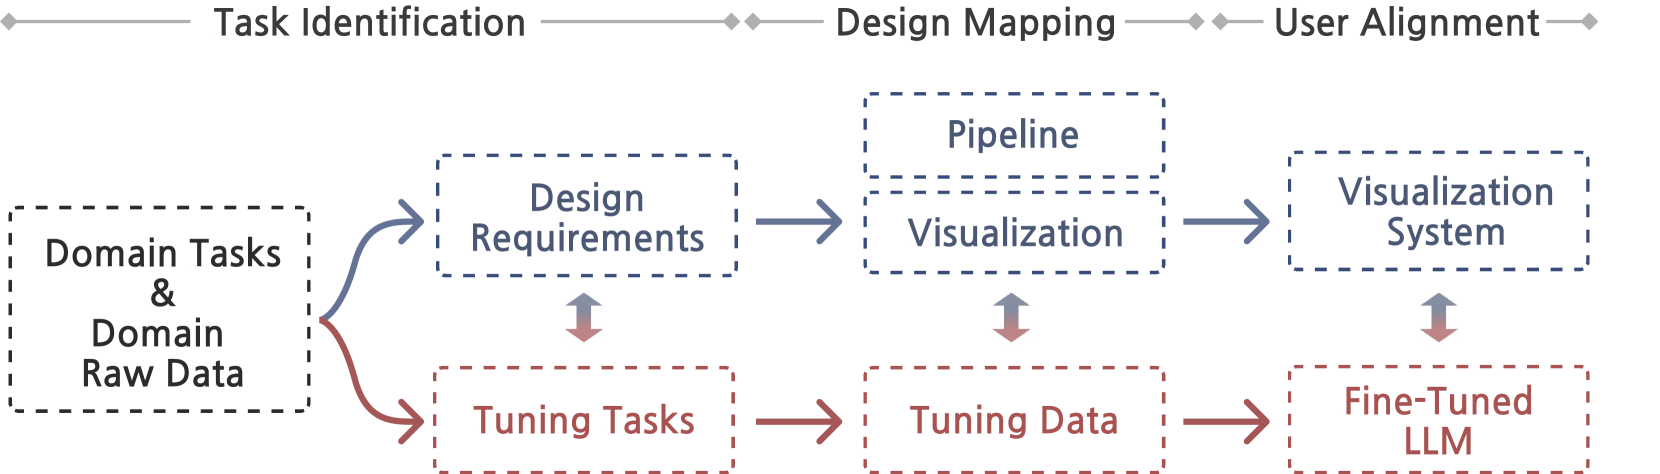 Task Identification
Design Mapping
User Alignment
Domain Tasks
&
Domain
Raw Data
Design
Requirements
Pipeline
Visualization
Visualization
System
Tuning Tasks
Tuning Data
Fine-Tuned
LLM